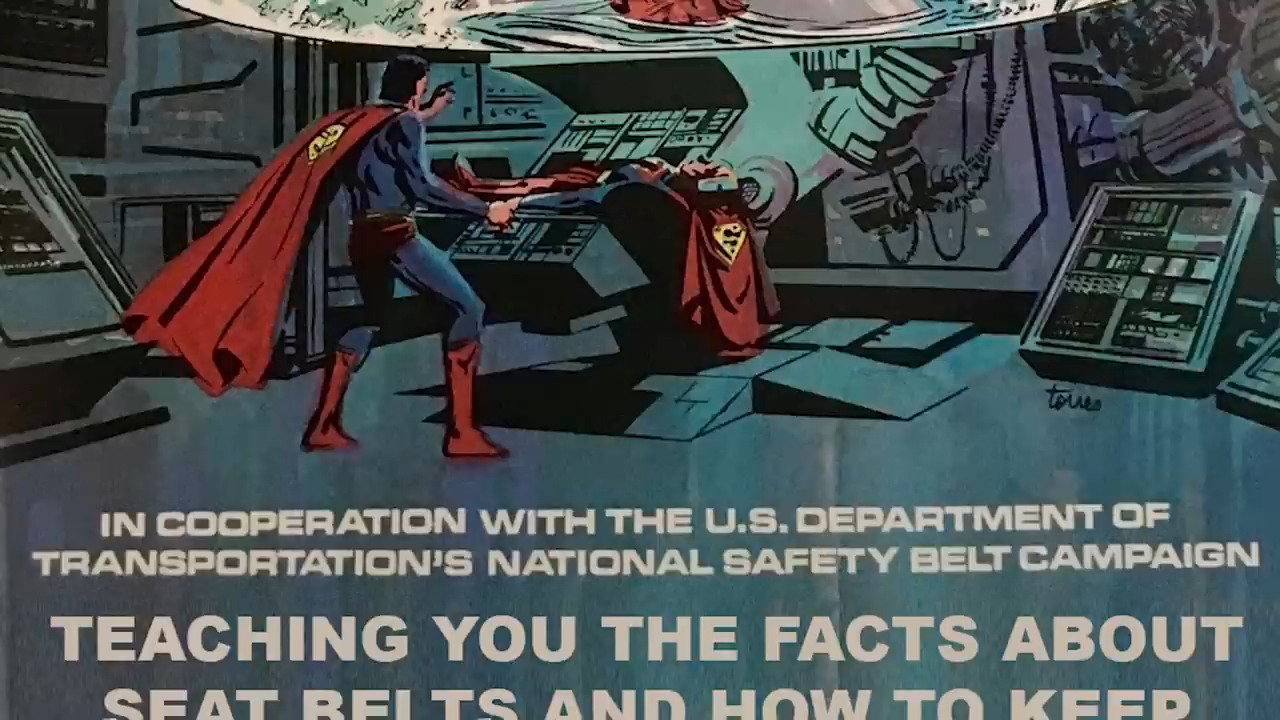 torres
IN COOPERATION WITH THE U.S. DEPARTMENT OF
TRANSPORTATION'S NATIONAL SAFETY BELT CAMPAIGN
TEACHING YOU THE FACTS ABOUT
SEAT BELTS AND HOW TO KEEP